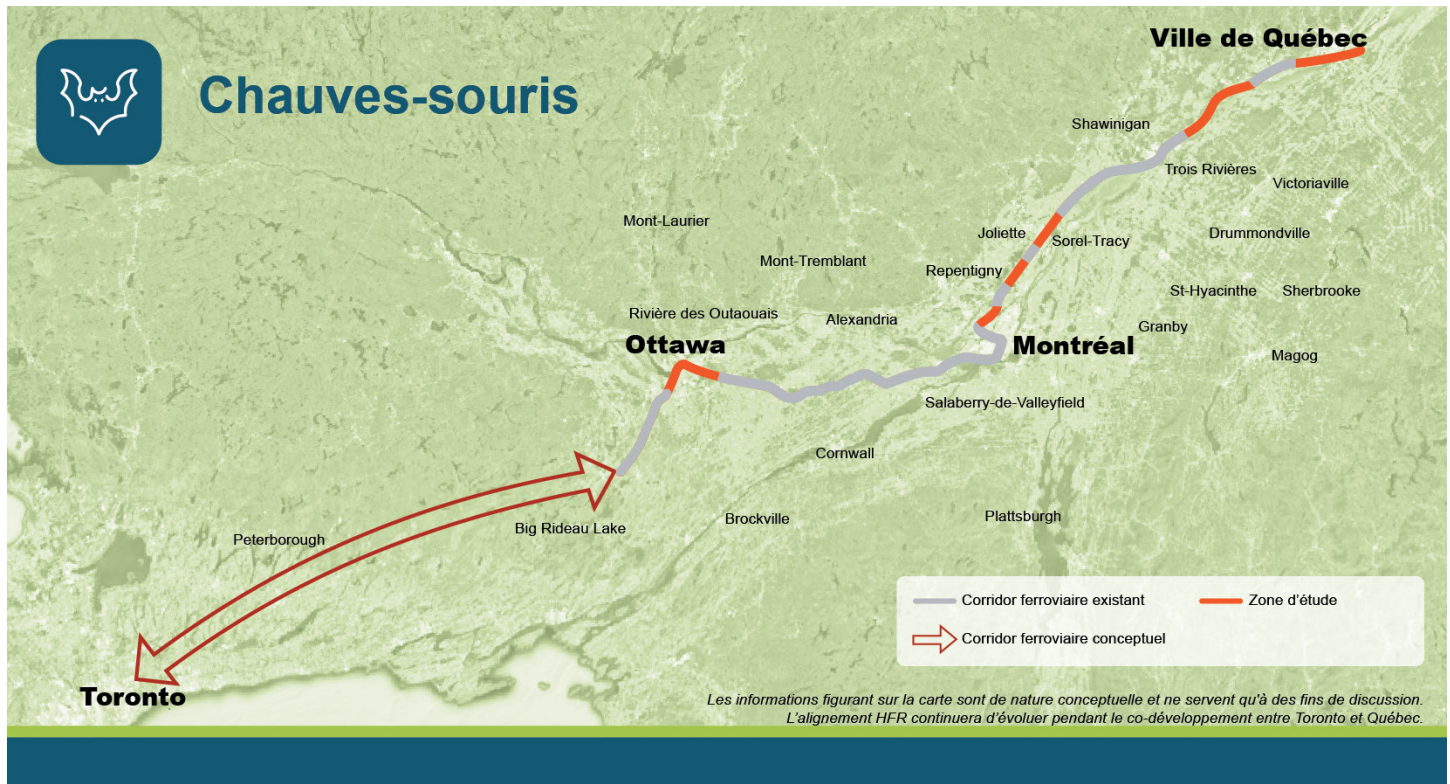 Chauves-souris
Ville de Québec
Shawinigan
Trois Rivières
Victoriaville
Mont-Laurier
Joliette
Sorel-Tracy
Drummondville
Mont-Tremblant
Repentigny
St-Hyacinthe
Sherbrooke
Rivière des Outaouais
Alexandria
Granby
Ottawa
Montréal
Magog
Salaberry-de-Valleyfield
Cornwall
Brockville
Plattsburgh
Big Rideau Lake
Peterborough
Toronto
Corridor ferroviaire existant
Zone d'étude
Corridor ferroviaire conceptuel
Les informations figurant sur la carte sont de nature conceptuelle et ne servent qu'à des fins de discussion.
L'alignement HFR continuera d'évoluer pendant le co-développement entre Toronto et Québec.